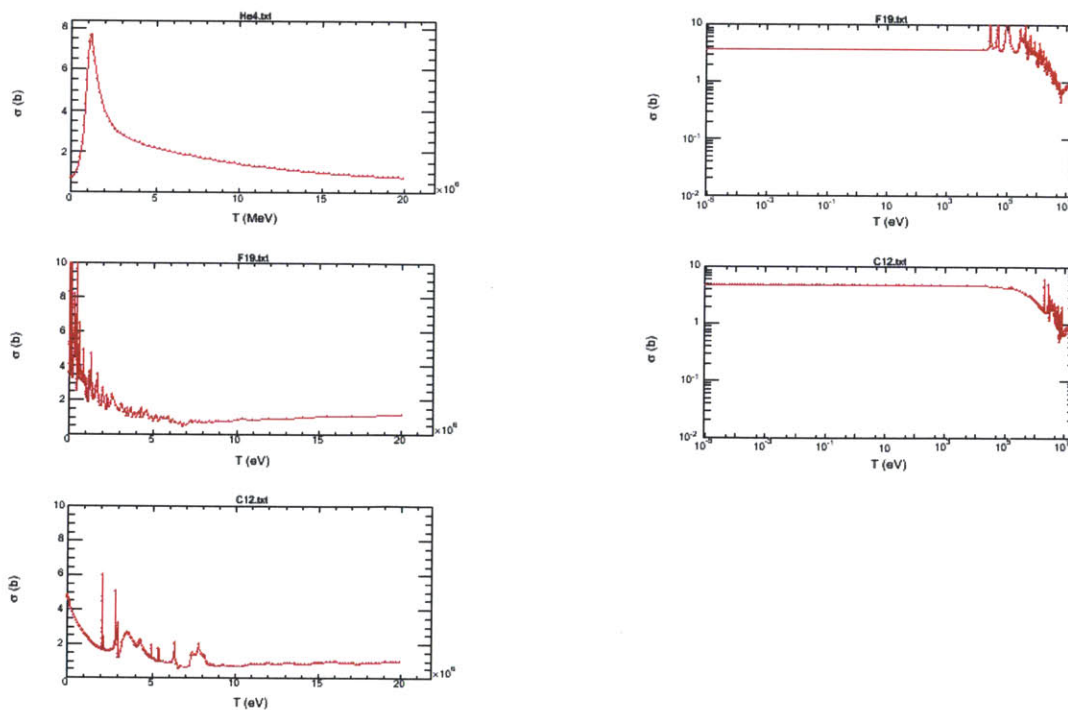 He4.txt
8
6
4
2
σ (b)
0 5 10 15 20
×10⁶
T (MeV)
F19.txt
10
8
6
4
2
σ (b)
0 5 10 15 20
×10⁶
T (eV)
C12.txt
10
8
6
4
2
σ (b)
0 5 10 15 20
×10⁶
T (eV)
F19.txt
10
1
10⁻¹
10⁻²
σ (b)
10⁻⁵ 10⁻³ 10⁻¹ 10 10³ 10⁵ 10⁷
T (eV)
C12.txt
10
1
10⁻¹
10⁻²
σ (b)
10⁻⁵ 10⁻³ 10⁻¹ 10 10³ 10⁵ 10⁷
T (eV)